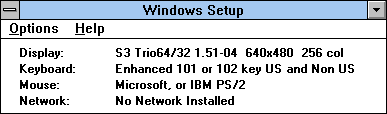 Windows Setup
Options Help
Display: S3 Trio64/32 1.51-04 640x480 256 col
Keyboard: Enhanced 101 or 102 key US and Non US
Mouse: Microsoft, or IBM PS/2
Network: No Network Installed